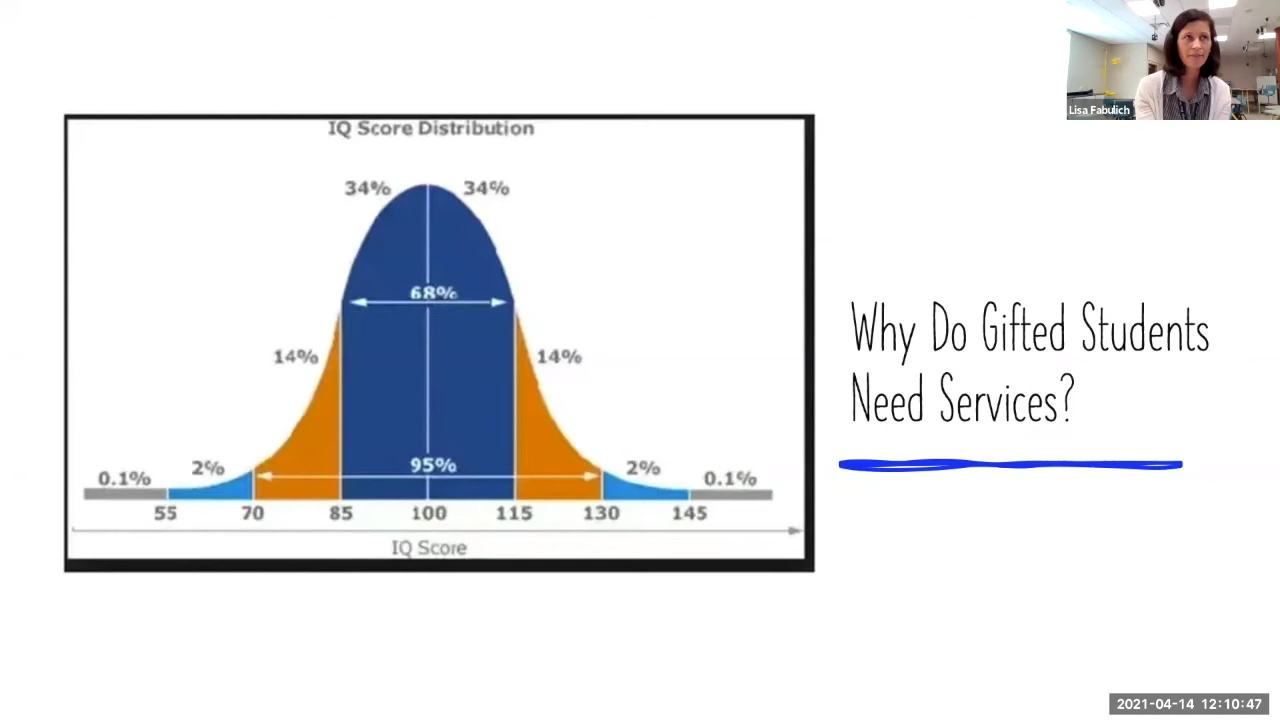 Lisa Fabulich
IQ Score Distribution
34% 34%
68%
14% 14%
95%
0.1% 2% 2% 0.1%
55 70 85 100 115 130 145
IQ Score
Why Do Gifted Students
Need Services?
2021-04-14 12:10:47